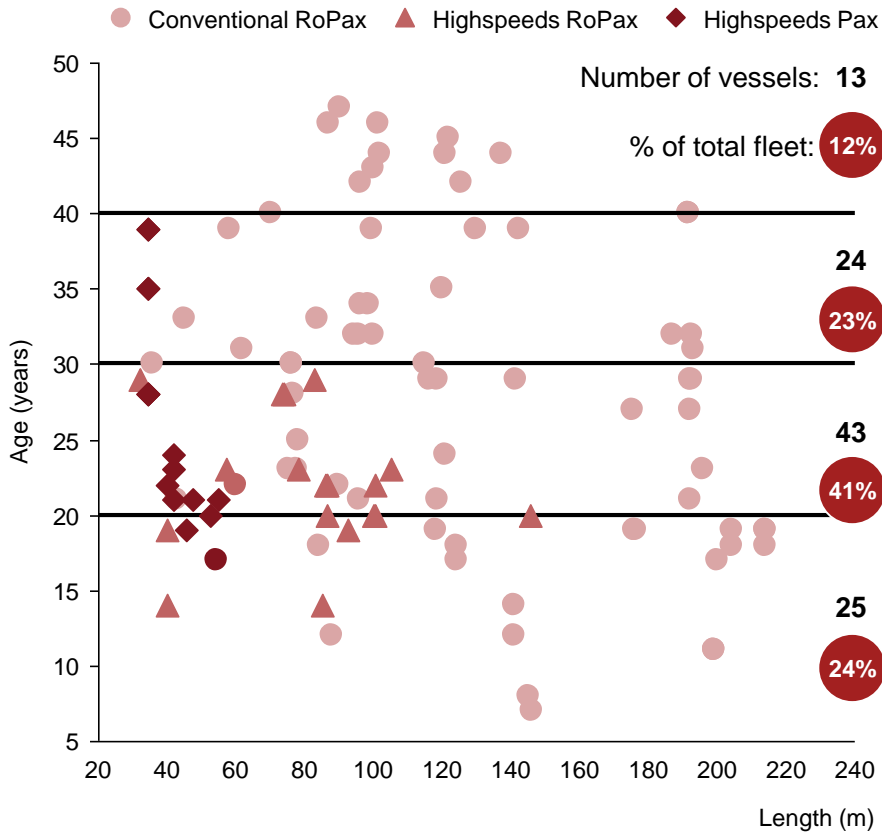 Conventional RoPax Highspeeds RoPax Highspeeds Pax
50
Number of vessels: 13
45
% of total fleet: 12%
40
24
35
23%
30
43
25
41%
20
25
15
24%
10
5
Age (years)
20 40 60 80 100 120 140 160 180 200 220 240
Length (m)